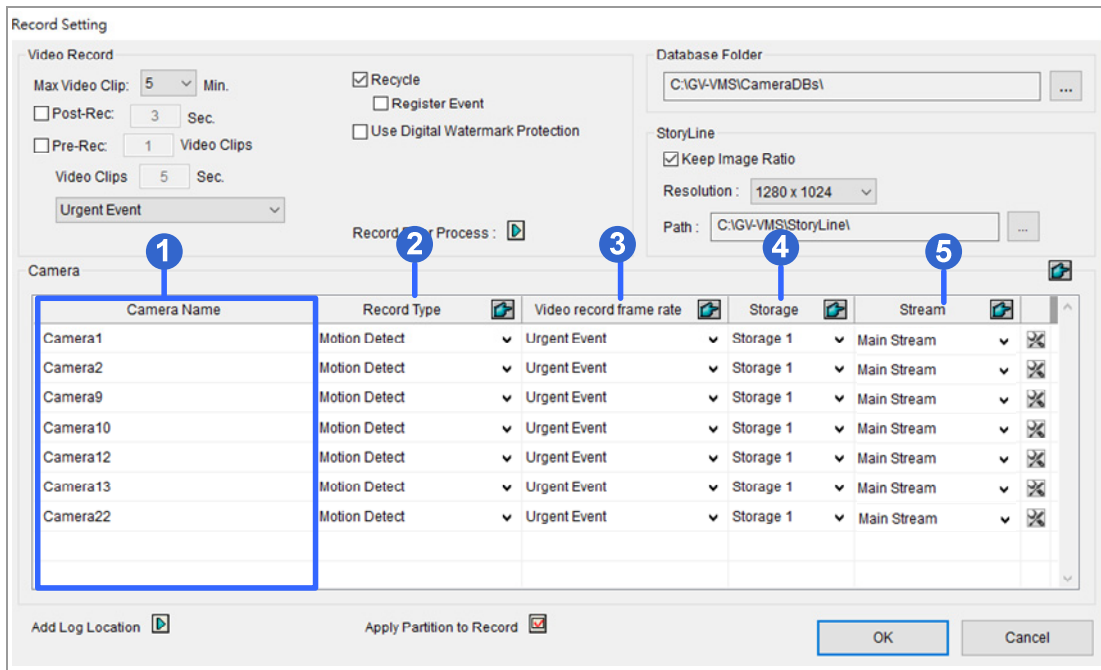 Record Setting
Video Record
Max Video Clip: 5 Min.
Post-Rec: 3 Sec.
Pre-Rec: 1 Video Clips
Video Clips 5 Sec.
Urgent Event
Recycle
Register Event
Use Digital Watermark Protection
Record Process :
Database Folder
C:\GV-VMS\CameraDBs\
...
StoryLine
Keep Image Ratio
Resolution : 1280 x 1024
Path : C:\GV-VMS\StoryLine\ ...
1 2 3 4 5
Camera
Camera Name Record Type Video record frame rate Storage Stream
Camera1 Motion Detect Urgent Event Storage 1 Main Stream
Camera2 Motion Detect Urgent Event Storage 1 Main Stream
Camera9 Motion Detect Urgent Event Storage 1 Main Stream
Camera10 Motion Detect Urgent Event Storage 1 Main Stream
Camera12 Motion Detect Urgent Event Storage 1 Main Stream
Camera13 Motion Detect Urgent Event Storage 1 Main Stream
Camera22 Motion Detect Urgent Event Storage 1 Main Stream
Add Log Location
Apply Partition to Record
OK
Cancel